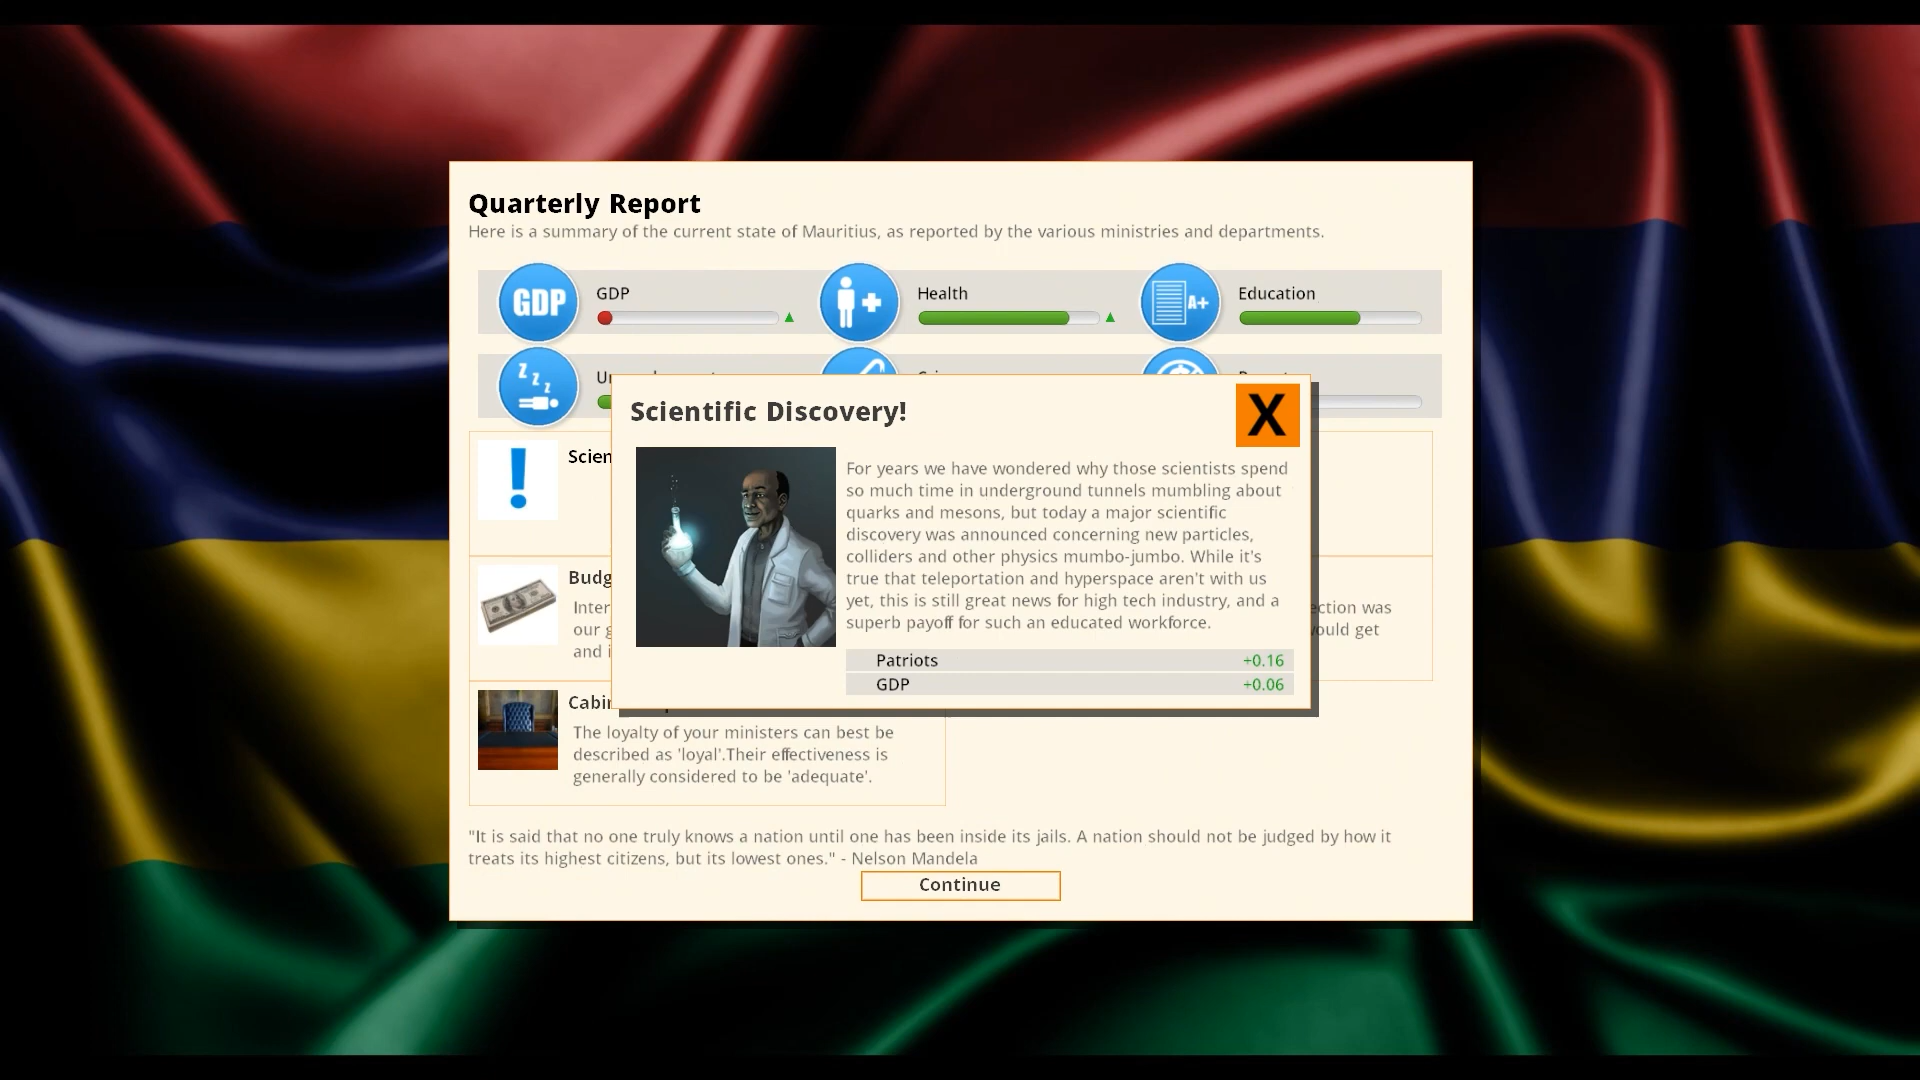 Quarterly Report
Here is a summary of the current state of Mauritius, as reported by the various ministries and departments.
GDP
GDP
Health
A+
Education
Z Z Z
Scientific Discovery!
X
For years we have wondered why those scientists spend
so much time in underground tunnels mumbling about
quarks and mesons, but today a major scientific
discovery was announced concerning new particles,
colliders and other physics mumbo-jumbo. While it's
true that teleportation and hyperspace aren't with us
yet, this is still great news for high tech industry, and a
superb payoff for such an educated workforce.
Patriots +0.16
GDP +0.06
Scien
Budg
Inter
our g
and i
ection was
ould get
Cabin
The loyalty of your ministers can best be
described as 'loyal'.Their effectiveness is
generally considered to be 'adequate'.
"It is said that no one truly knows a nation until one has been inside its jails. A nation should not be judged by how it
treats its highest citizens, but its lowest ones." - Nelson Mandela
Continue